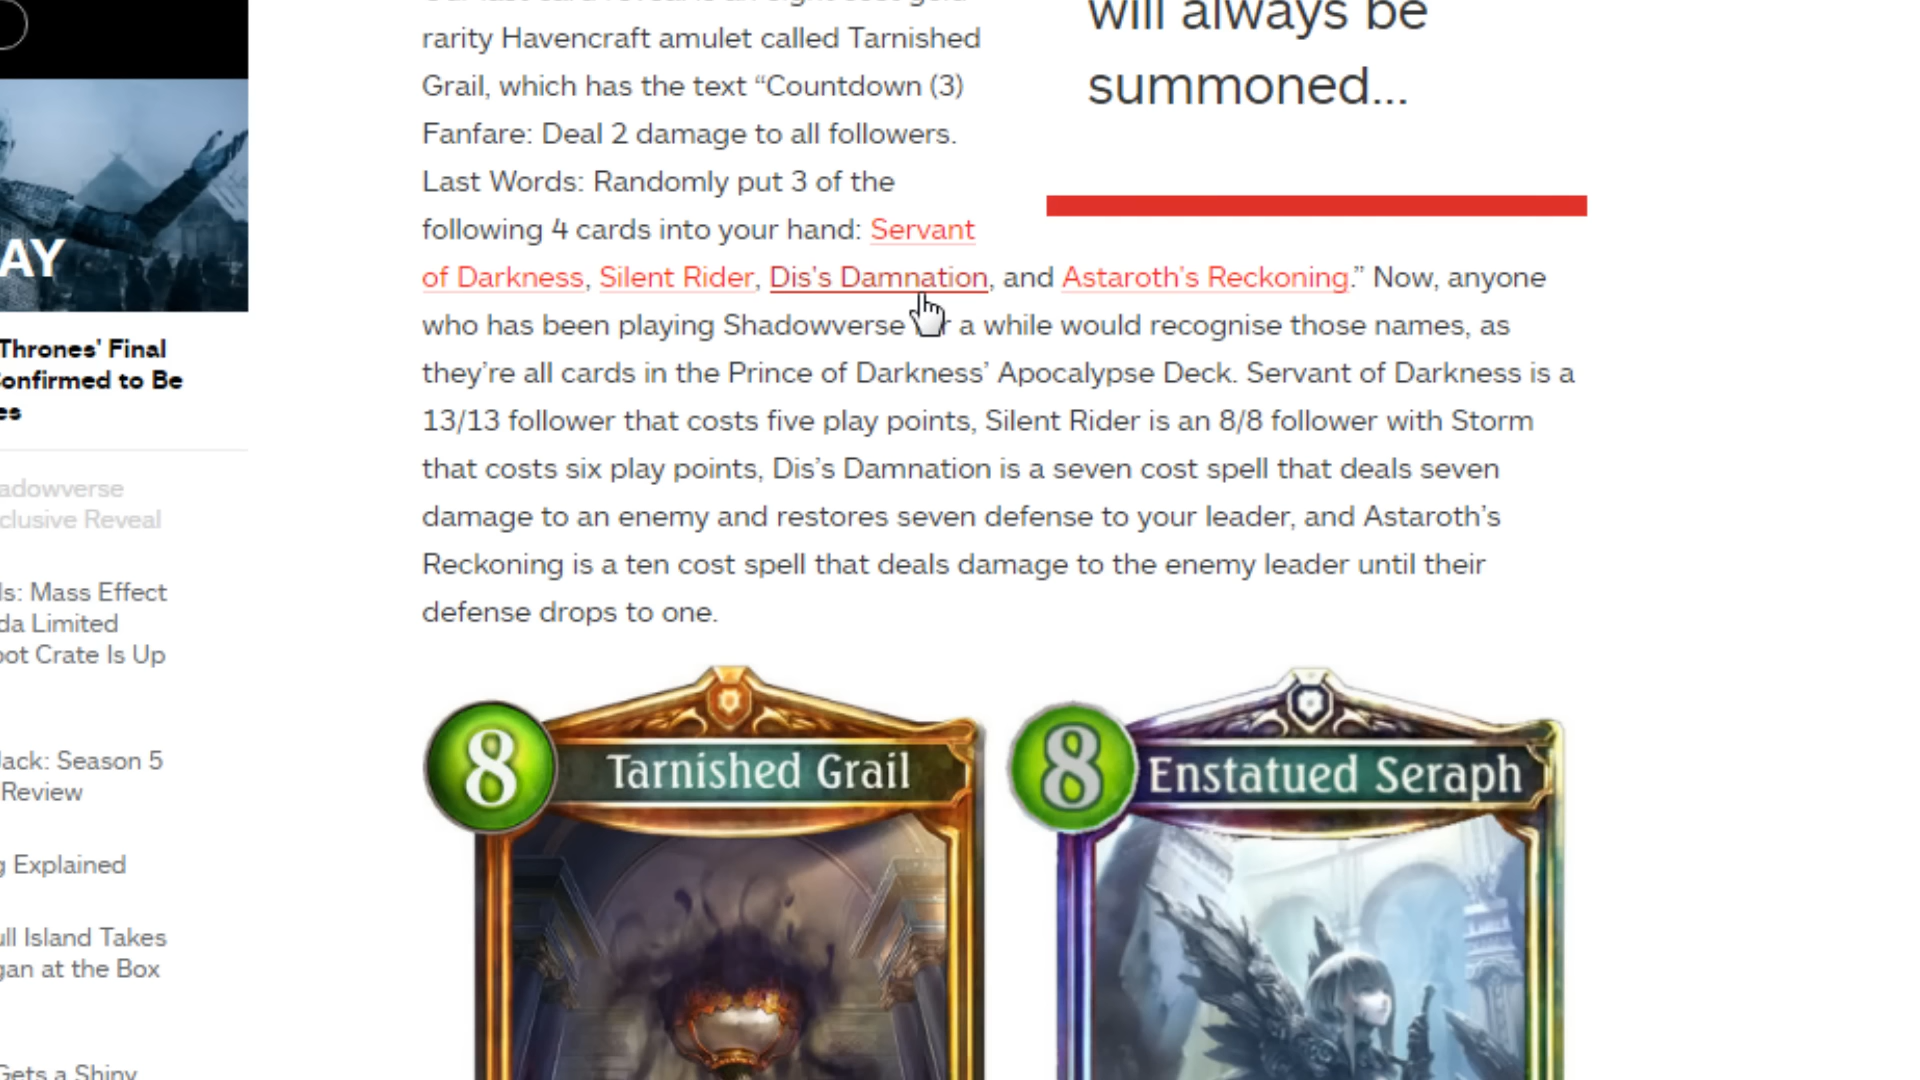 rarity Havencraft amulet called Tarnished
Grail, which has the text “Countdown (3)
Fanfare: Deal 2 damage to all followers.
Last Words: Randomly put 3 of the
following 4 cards into your hand: Servant
of Darkness, Silent Rider, Dis's Damnation, and Astaroth's Reckoning.” Now, anyone
who has been playing Shadowverse a while would recognise those names, as
they’re all cards in the Prince of Darkness’ Apocalypse Deck. Servant of Darkness is a
13/13 follower that costs five play points, Silent Rider is an 8/8 follower with Storm
that costs six play points, Dis’s Damnation is a seven cost spell that deals seven
damage to an enemy and restores seven defense to your leader, and Astaroth’s
Reckoning is a ten cost spell that deals damage to the enemy leader until their
defense drops to one.
will always be
summoned...
AY
Thrones' Final
onfirmed to Be
es
adowverse
clusive Reveal
ls: Mass Effect
da Limited
oot Crate Is Up
Jack: Season 5
Review
g Explained
ull Island Takes
gan at the Box
Gets a Shiny
8 Tarnished Grail
8 Enstatued Seraph